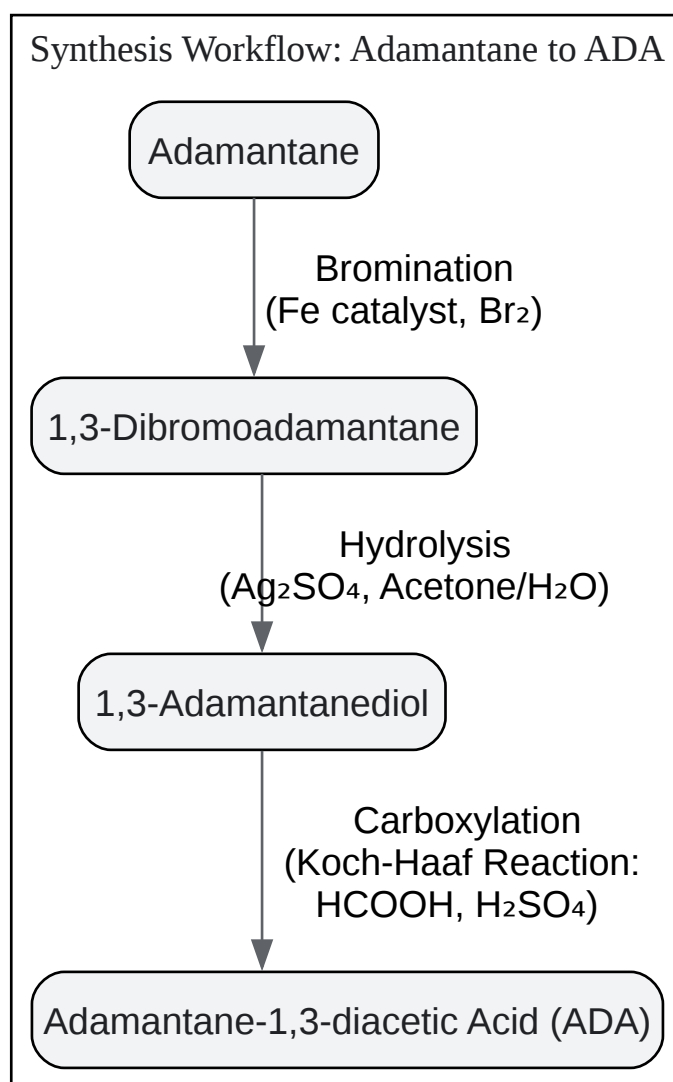 Synthesis Workflow: Adamantane to ADA
Adamantane
Bromination
(Fe catalyst, Br₂)
1,3-Dibromoadamantane
Hydrolysis
(Ag₂SO₄, Acetone/H₂O)
1,3-Adamantanediol
Carboxylation
(Koch-Haaf Reaction:
HCOOH, H₂SO₄)
Adamantane-1,3-diacetic Acid (ADA)